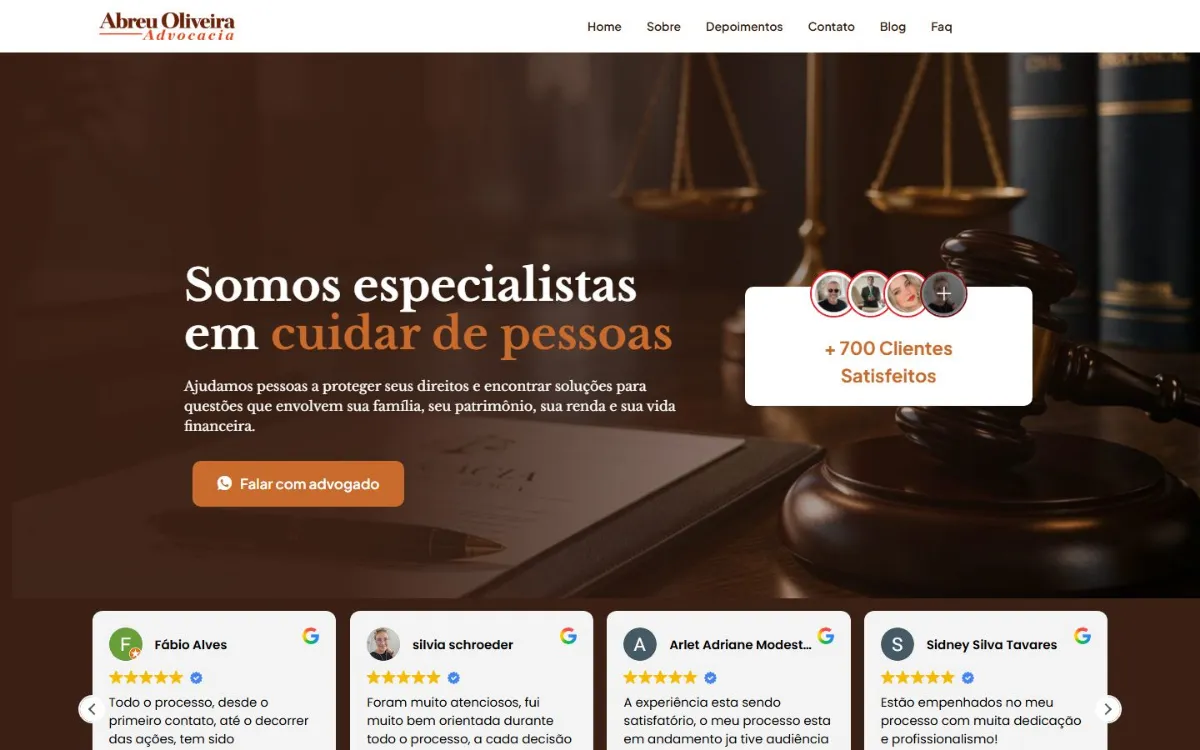 Abreu Oliveira
Advocacia
Home
Sobre
Depoimentos
Contato
Blog
Faq
CIVIL
Somos especialistas
em cuidar de pessoas
Ajudamos pessoas a proteger seus direitos e encontrar soluções para
questões que envolvem sua família, seu patrimônio, sua renda e sua vida
financeira.
Falar com advogado
+ 700 Clientes
Satisfeitos
F
Fábio Alves
Todo o processo, desde o
primeiro contato, até o decorrer
das ações, tem sido
silvia schroeder
Foram muito atenciosos, fui
muito bem orientada durante
todo o processo, a cada decisão
A
Arlet Adriane Modest...
A experiência esta sendo
satisfatório, o meu processo esta
em andamento ja tive audiência
S
Sidney Silva Tavares
Estão empenhados no meu
processo com muita dedicação
e profissionalismo!